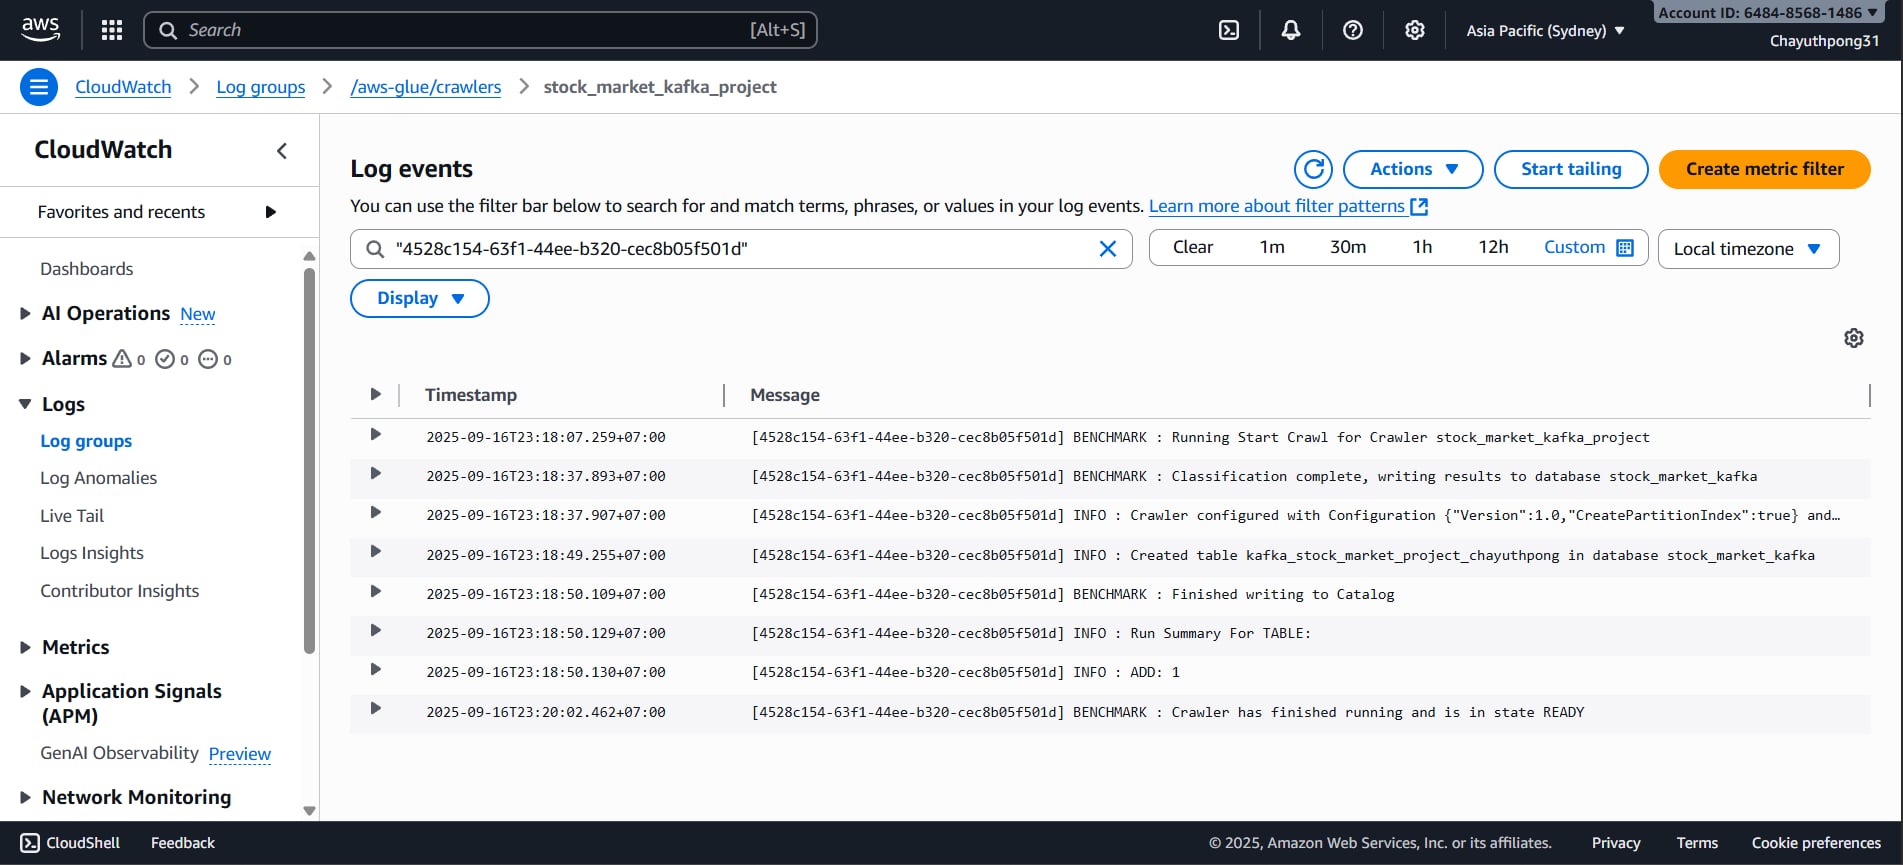 aws
Search [Alt+S]
Asia Pacific (Sydney)
Account ID: 6484-8568-1486
Chayuthpong31
CloudWatch > Log groups > /aws-glue/crawlers > stock_market_kafka_project
CloudWatch
Favorites and recents
Dashboards
AI Operations New
Alarms 0 0 0
Logs
Log groups
Log Anomalies
Live Tail
Logs Insights
Contributor Insights
Metrics
Application Signals
(APM)
GenAI Observability Preview
Network Monitoring
Log events
Actions
Start tailing
Create metric filter
You can use the filter bar below to search for and match terms, phrases, or values in your log events. Learn more about filter patterns
"4528c154-63f1-44ee-b320-cec8b05f501d"
Clear 1m 30m 1h 12h Custom
Local timezone
Display
Timestamp Message
2025-09-16T23:18:07.259+07:00 [4528c154-63f1-44ee-b320-cec8b05f501d] BENCHMARK : Running Start Crawl for Crawler stock_market_kafka_project
2025-09-16T23:18:37.893+07:00 [4528c154-63f1-44ee-b320-cec8b05f501d] BENCHMARK : Classification complete, writing results to database stock_market_kafka
2025-09-16T23:18:37.907+07:00 [4528c154-63f1-44ee-b320-cec8b05f501d] INFO : Crawler configured with Configuration {"Version":1.0,"CreatePartitionIndex":true} and…
2025-09-16T23:18:49.255+07:00 [4528c154-63f1-44ee-b320-cec8b05f501d] INFO : Created table kafka_stock_market_project_chayuthpong in database stock_market_kafka
2025-09-16T23:18:50.109+07:00 [4528c154-63f1-44ee-b320-cec8b05f501d] BENCHMARK : Finished writing to Catalog
2025-09-16T23:18:50.129+07:00 [4528c154-63f1-44ee-b320-cec8b05f501d] INFO : Run Summary For TABLE:
2025-09-16T23:18:50.130+07:00 [4528c154-63f1-44ee-b320-cec8b05f501d] INFO : ADD: 1
2025-09-16T23:20:02.462+07:00 [4528c154-63f1-44ee-b320-cec8b05f501d] BENCHMARK : Crawler has finished running and is in state READY
CloudShell Feedback © 2025, Amazon Web Services, Inc. or its affiliates. Privacy Terms Cookie preferences